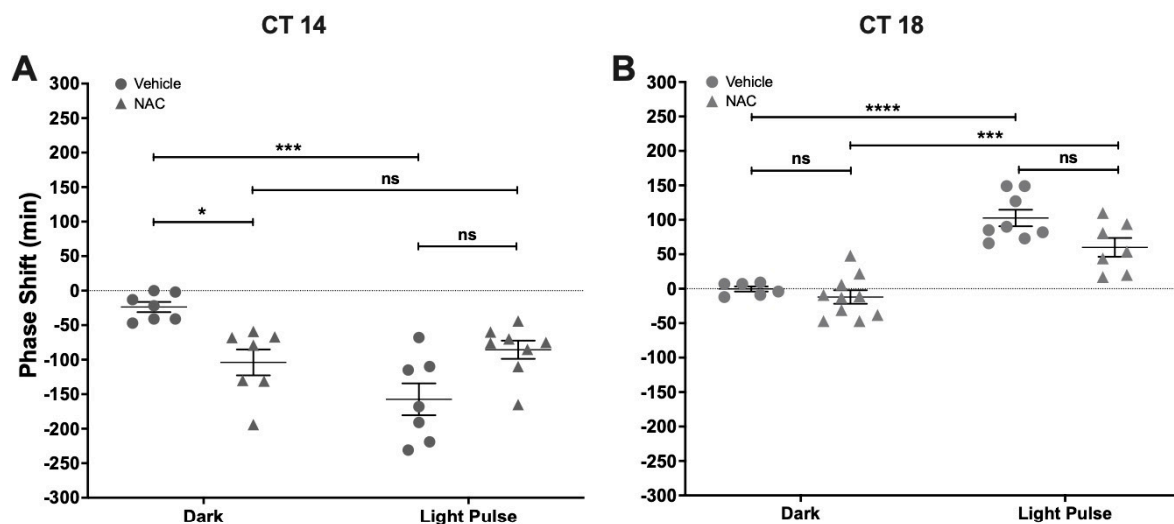 CT 14
A
300
250
200
150
100
50
0
-50
-100
-150
-200
-250
-300
Phase Shift (min)
Vehicle
NAC
***
ns
*
ns
Dark
Light Pulse
CT 18
B
300
250
200
150
100
50
0
-50
-100
-150
-200
-250
-300
Vehicle
NAC
****
***
ns
ns
Dark
Light Pulse